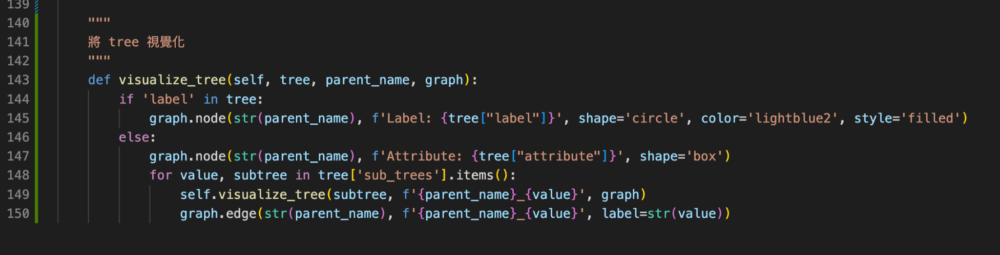 139
140     """
141     將 tree 視覺化
142     """
143     def visualize_tree(self, tree, parent_name, graph):
144         if 'label' in tree:
145             graph.node(str(parent_name), f'Label: {tree["label"]}', shape='circle', color='lightblue2', style='filled')
146         else:
147             graph.node(str(parent_name), f'Attribute: {tree["attribute"]}', shape='box')
148             for value, subtree in tree['sub_trees'].items():
149                 self.visualize_tree(subtree, f'{parent_name}_{value}', graph)
150                 graph.edge(str(parent_name), f'{parent_name}_{value}', label=str(value))